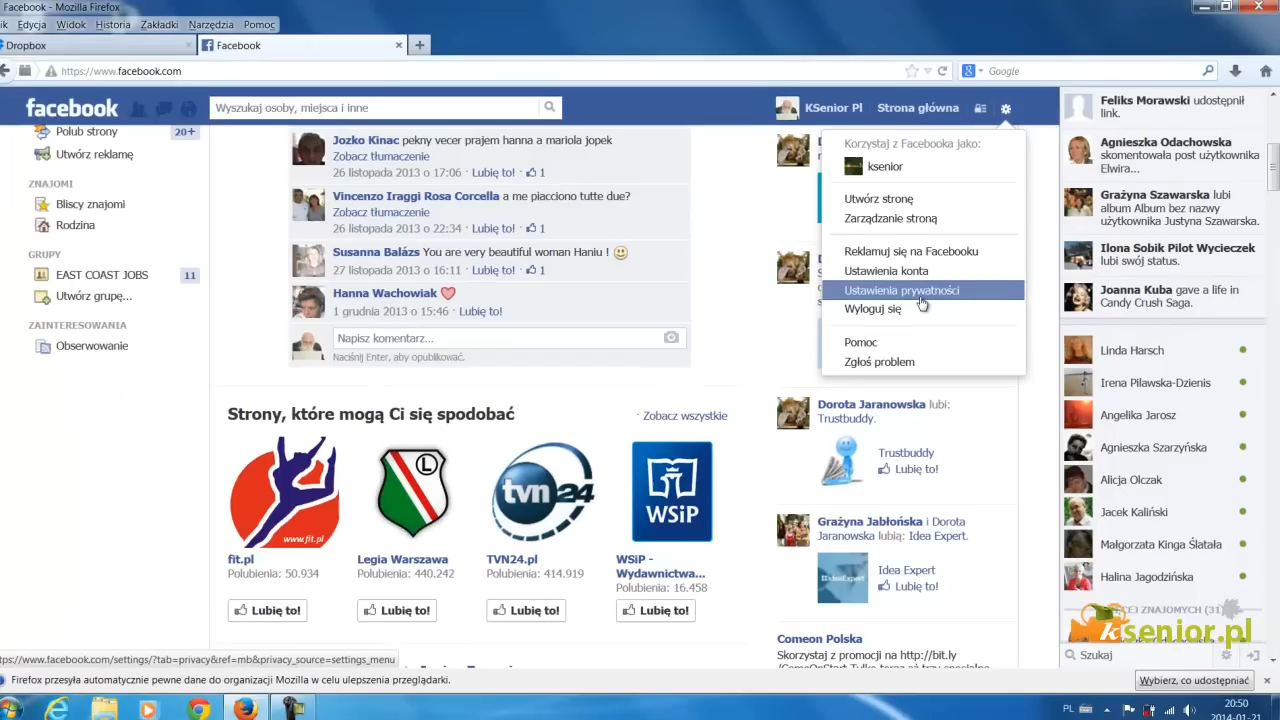 Facebook - Mozilla Firefox
Edycja Widok Historia Zakładki Narzędzia Pomoc
Dropbox
Facebook
https://www.facebook.com
Google
facebook
Wyszukaj osoby, miejsca i inne
KSenior Pl
Strona główna
Polub strony
20+
Utwórz reklamę
ZNAJOMI
Bliscy znajomi
Rodzina
GRUPY
EAST COAST JOBS
11
Utwórz grupę...
ZAINTERESOWANIA
Obserwowanie
Jozko Kinac pekny vecer prajem hanna a mariola jopek
Zobacz tłumaczenie
26 listopada 2013 o 17:06 · Lubię to! · 1
Vincenzo Iraggi Rosa Corcella a me piacciono tutte due?
Zobacz tłumaczenie
26 listopada 2013 o 22:34 · Lubię to! · 1
Susanna Balázs You are very beautiful woman Haniu !
27 listopada 2013 o 16:11 · Lubię to! · 1
Hanna Wachowiak
1 grudnia 2013 o 15:46 · Lubię to!
Napisz komentarz...
Naciśnij Enter, aby opublikować.
Strony, które mogą Ci się spodobać
· Zobacz wszystkie
www.fit.pl
L
tvn24
WSiP
fit.pl
Polubienia: 50.934
Lubię to!
Legia Warszawa
Polubienia: 440.242
Lubię to!
TVN24.pl
Polubienia: 414.919
Lubię to!
WSiP -
Wydawnictwa...
Polubienia: 16.458
Lubię to!
Korzystaj z Facebooka jako:
ksenior
Utwórz stronę
Zarządzanie stroną
Reklamuj się na Facebooku
Ustawienia konta
Ustawienia prywatności
Wyloguj się
Pomoc
Zgłoś problem
Dorota Jaranowska lubi:
Trustbuddy.
Trustbuddy
Lubię to!
Grażyna Jabłońska i Dorota
Jaranowska lubią: Idea Expert.
IdeaExpert
Idea Expert
Lubię to!
Comeon Polska
Skorzystaj z promocji na http://bit.ly
/ComeOnStart Tylko teraz aż trzy specjalne
Feliks Morawski udostępnił
link.
Agnieszka Odachowska
skomentowała post użytkownika
Elwira...
Grażyna Szawarska lubi
album Album bez nazwy
użytkownika Justyna Szawarska.
Ilona Sobik Pilot Wycieczek
lubi swój status.
Joanna Kuba gave a life in
Candy Crush Saga.
Linda Harsch
Irena Piławska-Dzienis
Angelika Jarosz
Agnieszka Szarzyńska
Alicja Olczak
Jacek Kaliński
Małgorzata Kinga Ślatała
Halina Jagodzińska
ZNAJOMYCH (31)
ksenior.pl
Szukaj
ps://www.facebook.com/settings/?tab=privacy&ref=mb&privacy_source=settings_menu
Firefox przesyła automatycznie pewne dane do organizacji Mozilla w celu ulepszenia przeglądarki.
Wybierz, co udostępniać
PL
20:50
2014-01-21